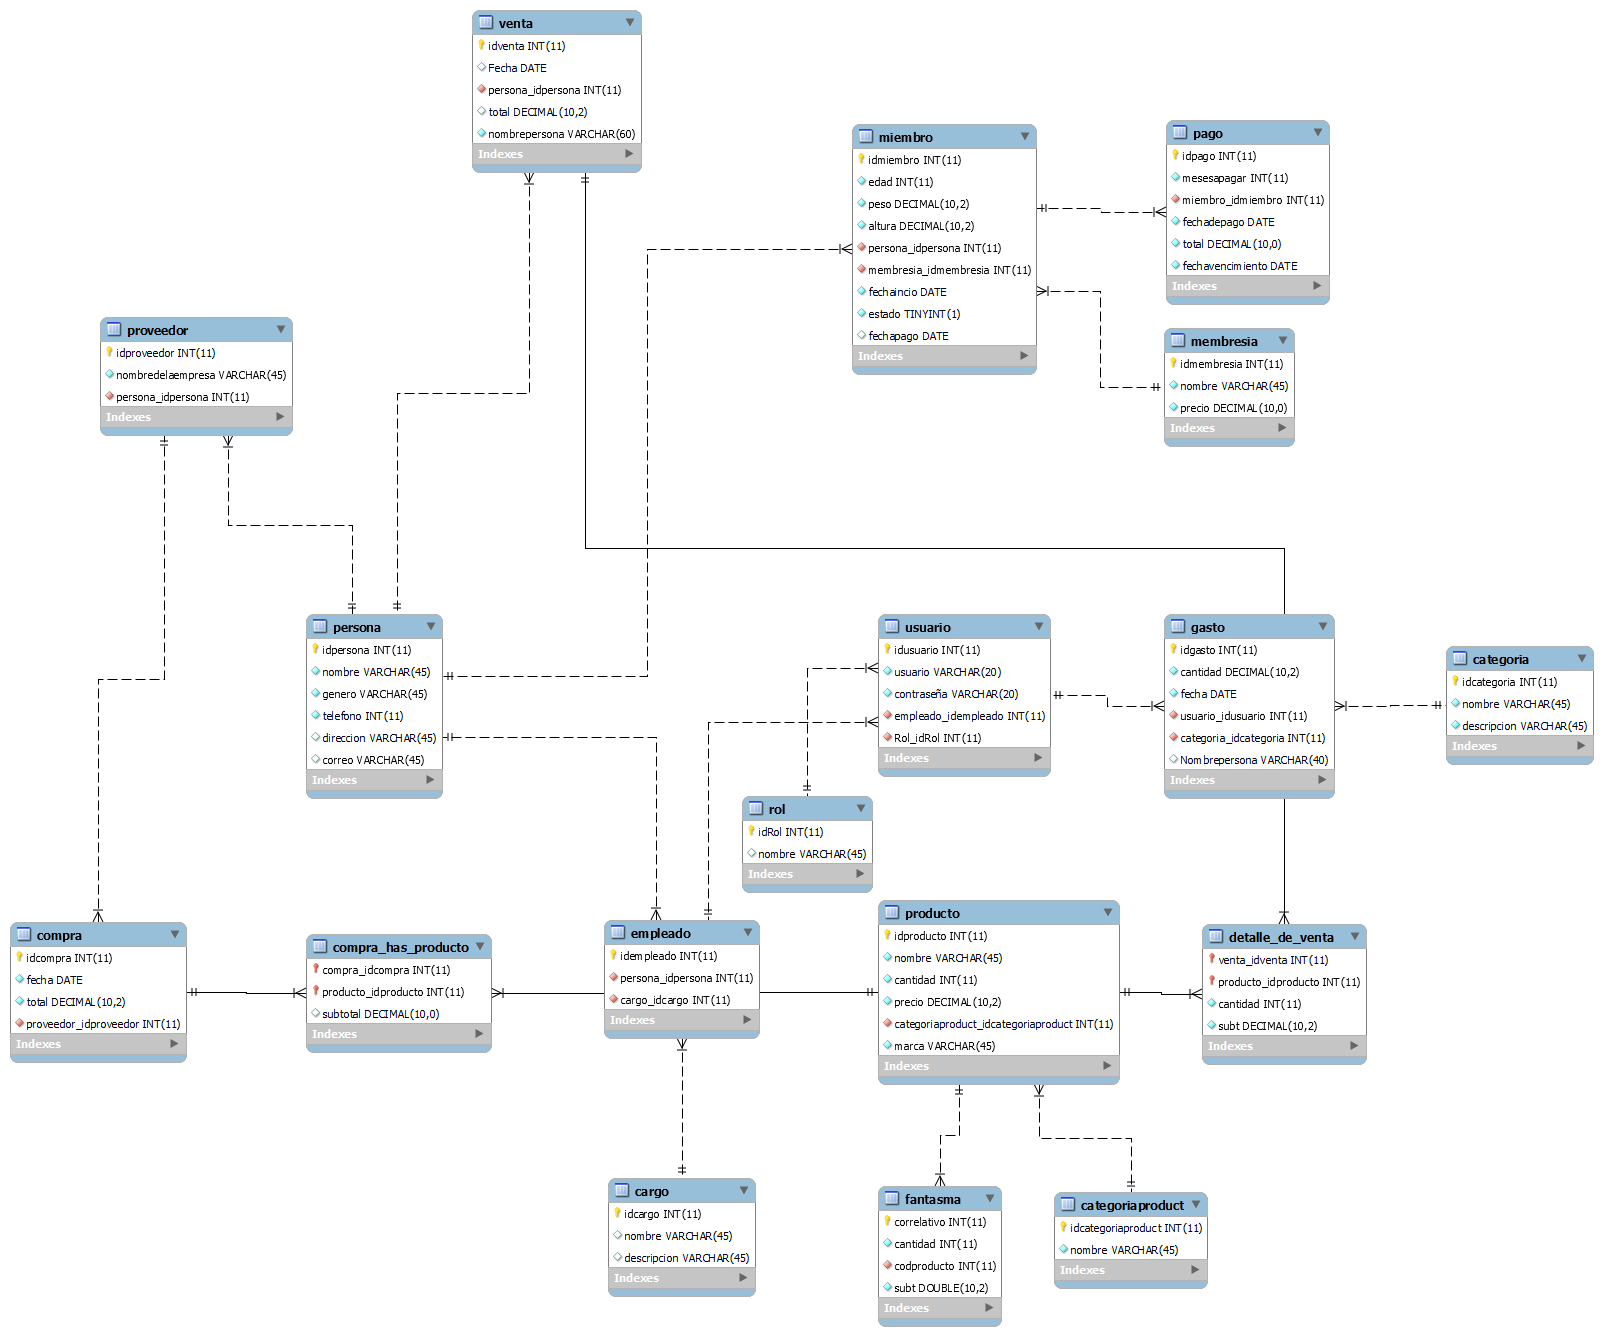 venta
idventa INT(11)
Fecha DATE
persona_idpersona INT(11)
total DECIMAL(10,2)
nombrepersona VARCHAR(60)
Indexes
miembro
idmiembro INT(11)
edad INT(11)
peso DECIMAL(10,2)
altura DECIMAL(10,2)
persona_idpersona INT(11)
membresia_idmembresia INT(11)
fechaincio DATE
estado TINYINT(1)
fechapago DATE
Indexes
pago
idpago INT(11)
mesesapagar INT(11)
miembro_idmiembro INT(11)
fechadepago DATE
total DECIMAL(10,0)
fechavencimiento DATE
Indexes
proveedor
idproveedor INT(11)
nombredelaempresa VARCHAR(45)
persona_idpersona INT(11)
Indexes
membresia
idmembresia INT(11)
nombre VARCHAR(45)
precio DECIMAL(10,0)
Indexes
persona
idpersona INT(11)
nombre VARCHAR(45)
genero VARCHAR(45)
telefono INT(11)
direccion VARCHAR(45)
correo VARCHAR(45)
Indexes
usuario
idusuario INT(11)
usuario VARCHAR(20)
contraseña VARCHAR(20)
empleado_idempleado INT(11)
Rol_idRol INT(11)
Indexes
gasto
idgasto INT(11)
cantidad DECIMAL(10,2)
fecha DATE
usuario_idusuario INT(11)
categoria_idcategoria INT(11)
Nombrepersona VARCHAR(40)
Indexes
categoria
idcategoria INT(11)
nombre VARCHAR(45)
descripcion VARCHAR(45)
Indexes
rol
idRol INT(11)
nombre VARCHAR(45)
Indexes
compra
idcompra INT(11)
fecha DATE
total DECIMAL(10,2)
proveedor_idproveedor INT(11)
Indexes
compra_has_producto
compra_idcompra INT(11)
producto_idproducto INT(11)
subtotal DECIMAL(10,0)
Indexes
empleado
idempleado INT(11)
persona_idpersona INT(11)
cargo_idcargo INT(11)
Indexes
producto
idproducto INT(11)
nombre VARCHAR(45)
cantidad INT(11)
precio DECIMAL(10,2)
categoriaproduct_idcategoriaproduct INT(11)
marca VARCHAR(45)
Indexes
detalle_de_venta
venta_idventa INT(11)
producto_idproducto INT(11)
cantidad INT(11)
subt DECIMAL(10,2)
Indexes
cargo
idcargo INT(11)
nombre VARCHAR(45)
descripcion VARCHAR(45)
Indexes
fantasma
correlativo INT(11)
cantidad INT(11)
codproducto INT(11)
subt DOUBLE(10,2)
Indexes
categoriaproduct
idcategoriaproduct INT(11)
nombre VARCHAR(45)
Indexes